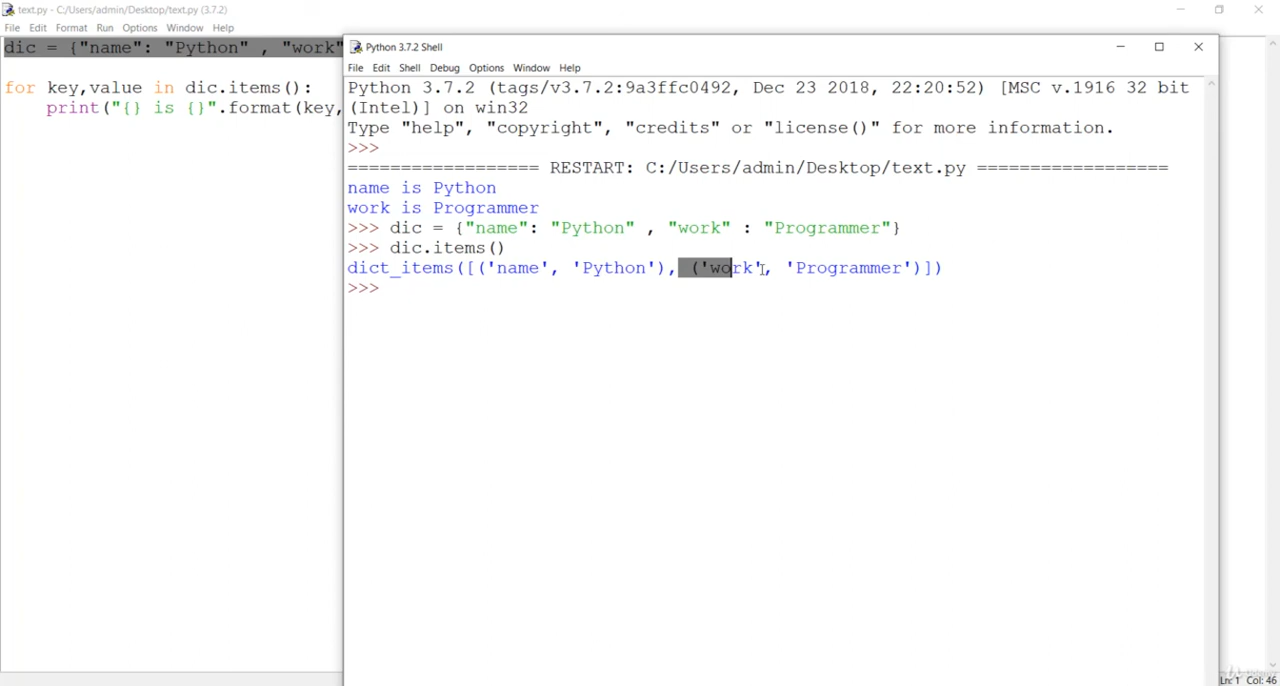 text.py - C:/Users/admin/Desktop/text.py (3.7.2)
File Edit Format Run Options Window Help
dic = {"name": "Python" , "work"
for key,value in dic.items():
    print("{} is {}".format(key,
Python 3.7.2 Shell
File Edit Shell Debug Options Window Help
Python 3.7.2 (tags/v3.7.2:9a3ffc0492, Dec 23 2018, 22:20:52) [MSC v.1916 32 bit
(Intel)] on win32
Type "help", "copyright", "credits" or "license()" for more information.
>>>
================== RESTART: C:/Users/admin/Desktop/text.py ==================
name is Python
work is Programmer
>>> dic = {"name": "Python" , "work" : "Programmer"}
>>> dic.items()
dict_items([('name', 'Python'), ('work', 'Programmer')])
>>>
Ln: 1 Col: 46